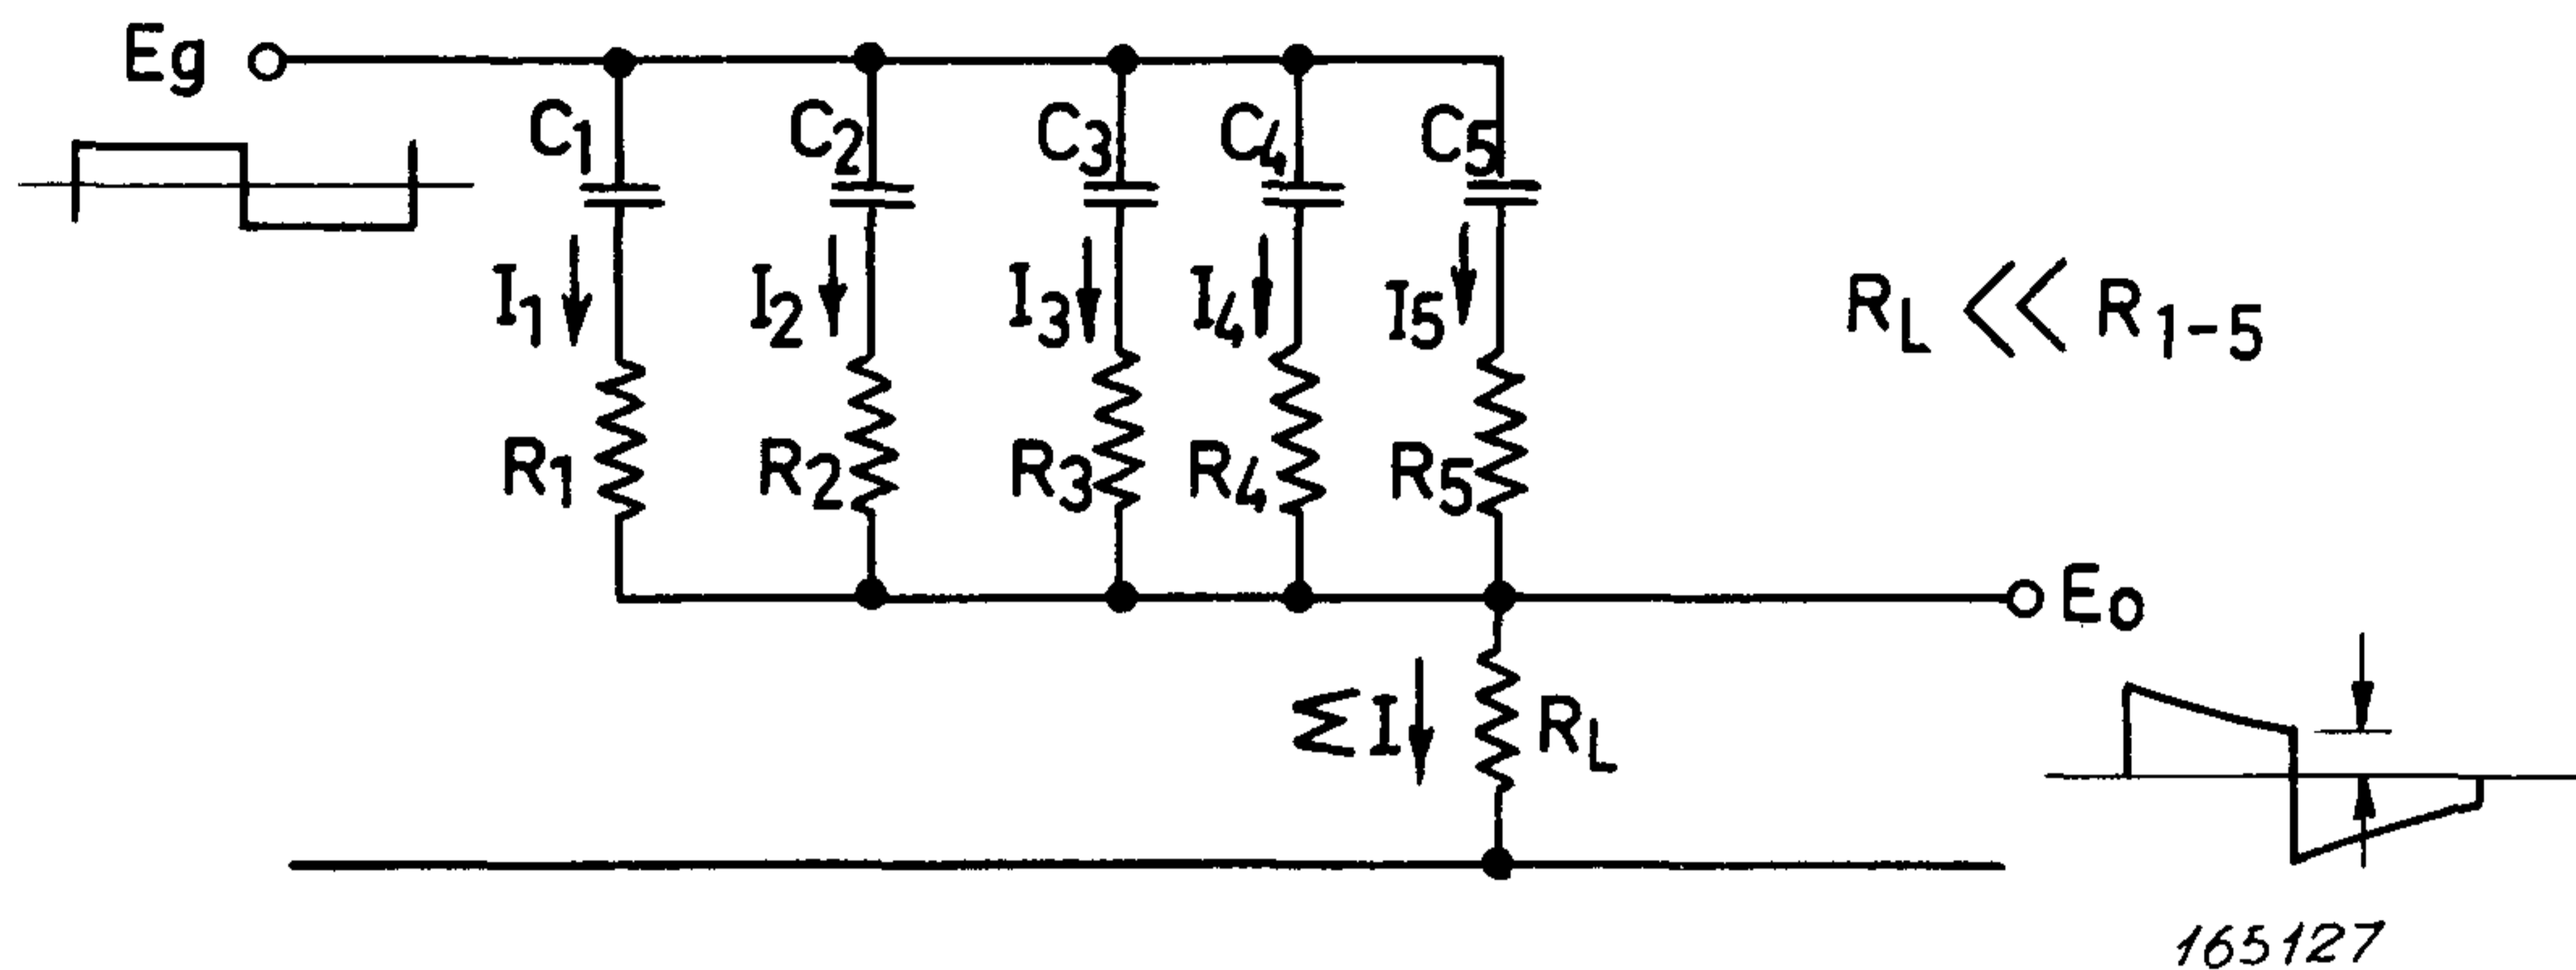 Eg
C1 C2 C3 C4 C5
I1 I2 I3 I4 I5
RL << R1-5
R1 R2 R3 R4 R5
Eo
ΣI RL
165127